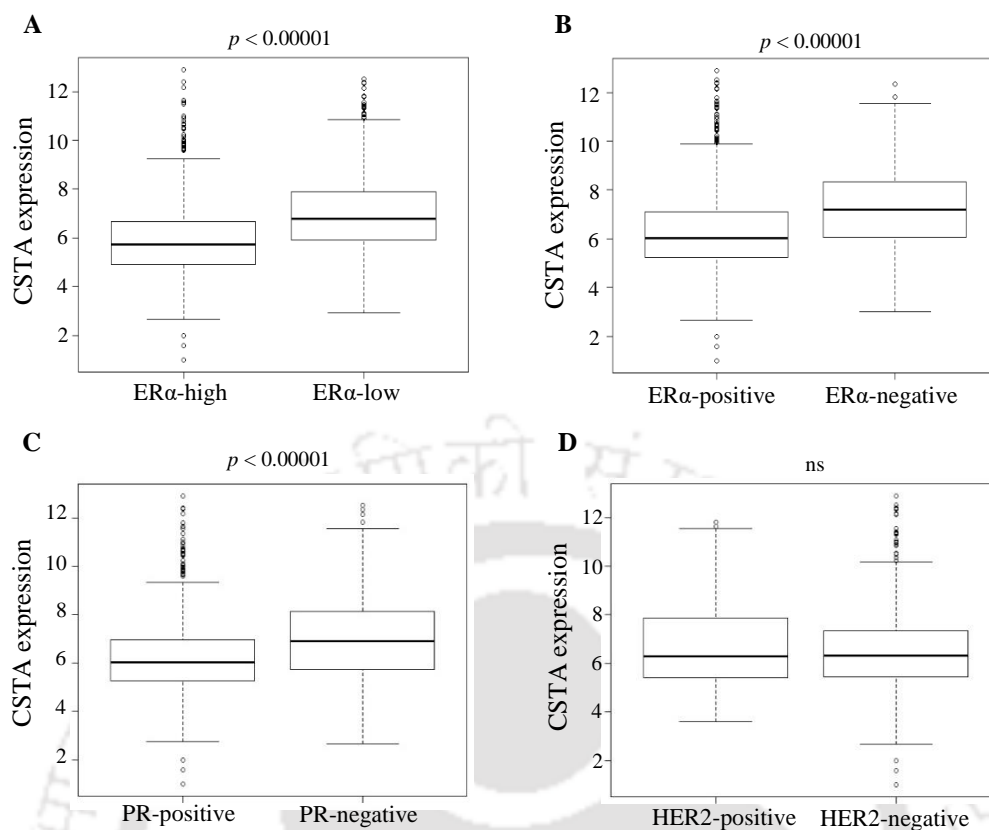 A
p < 0.00001
CSTA expression
12
10
8
6
4
2
ERα-high ERα-low
B
p < 0.00001
CSTA expression
12
10
8
6
4
2
ERα-positive ERα-negative
C
p < 0.00001
CSTA expression
12
10
8
6
4
2
PR-positive PR-negative
D
ns
CSTA expression
12
10
8
6
4
2
HER2-positive HER2-negative